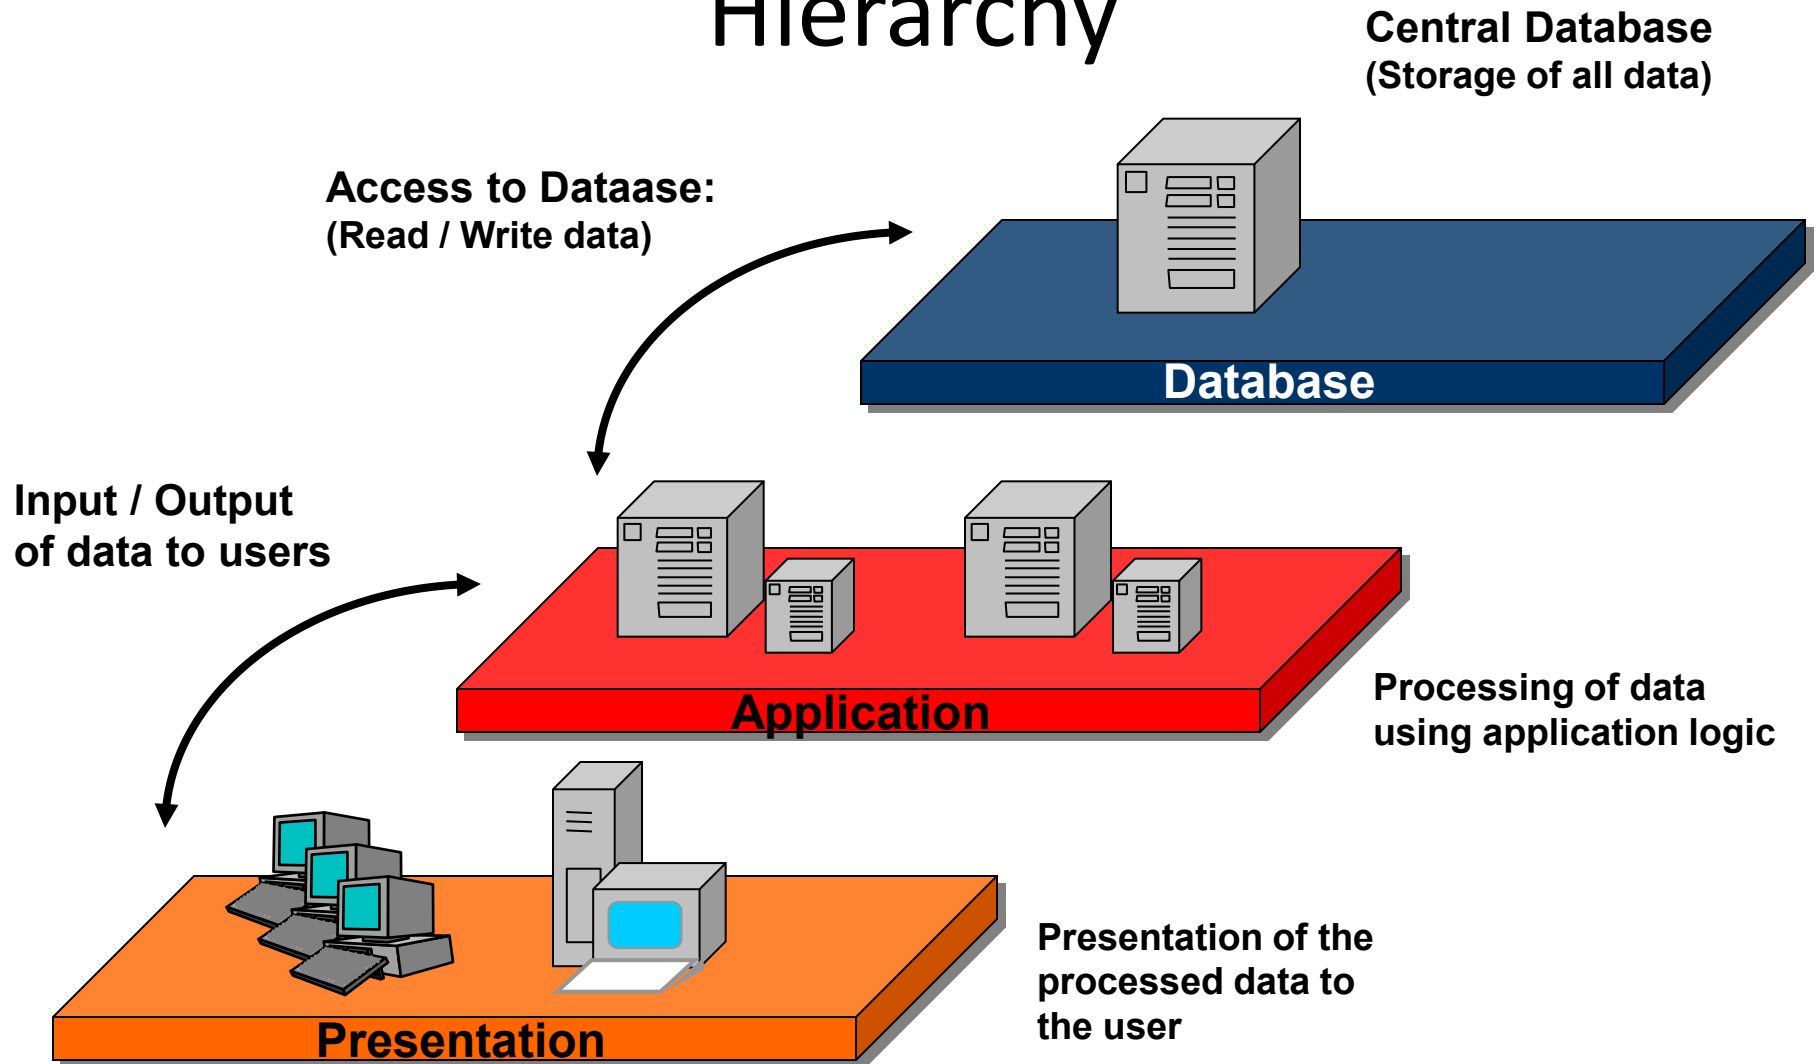 Hierarchy
Central Database
(Storage of all data)
Access to Dataase:
(Read / Write data)
Database
Input / Output
of data to users
Application
Processing of data
using application logic
Presentation of the
processed data to
the user
Presentation